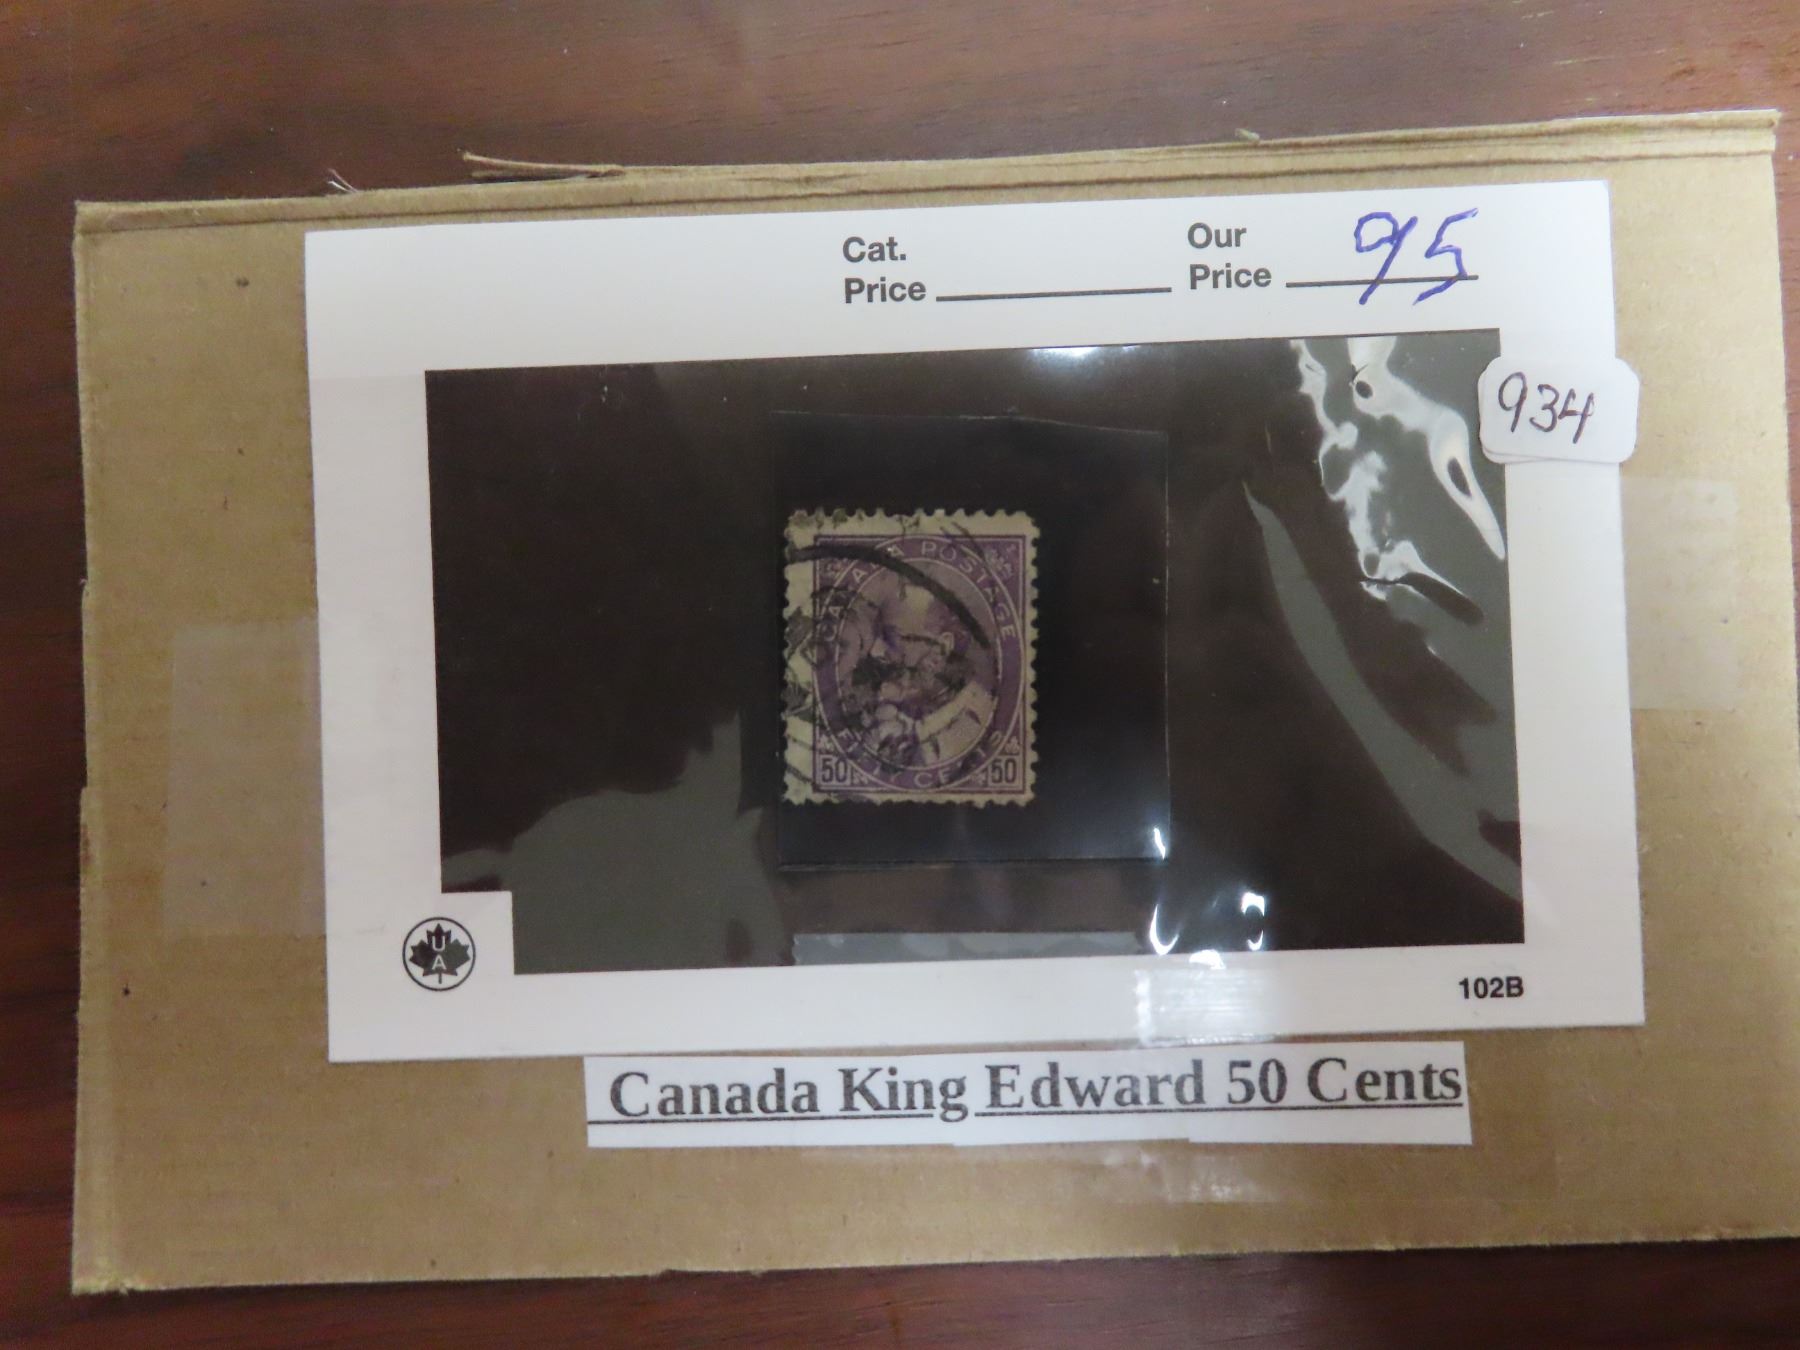 Cat. Price
Our Price 95
934
CANADA POSTAGE
FIFTY CENTS
50 50
UA
102B
Canada King Edward 50 Cents